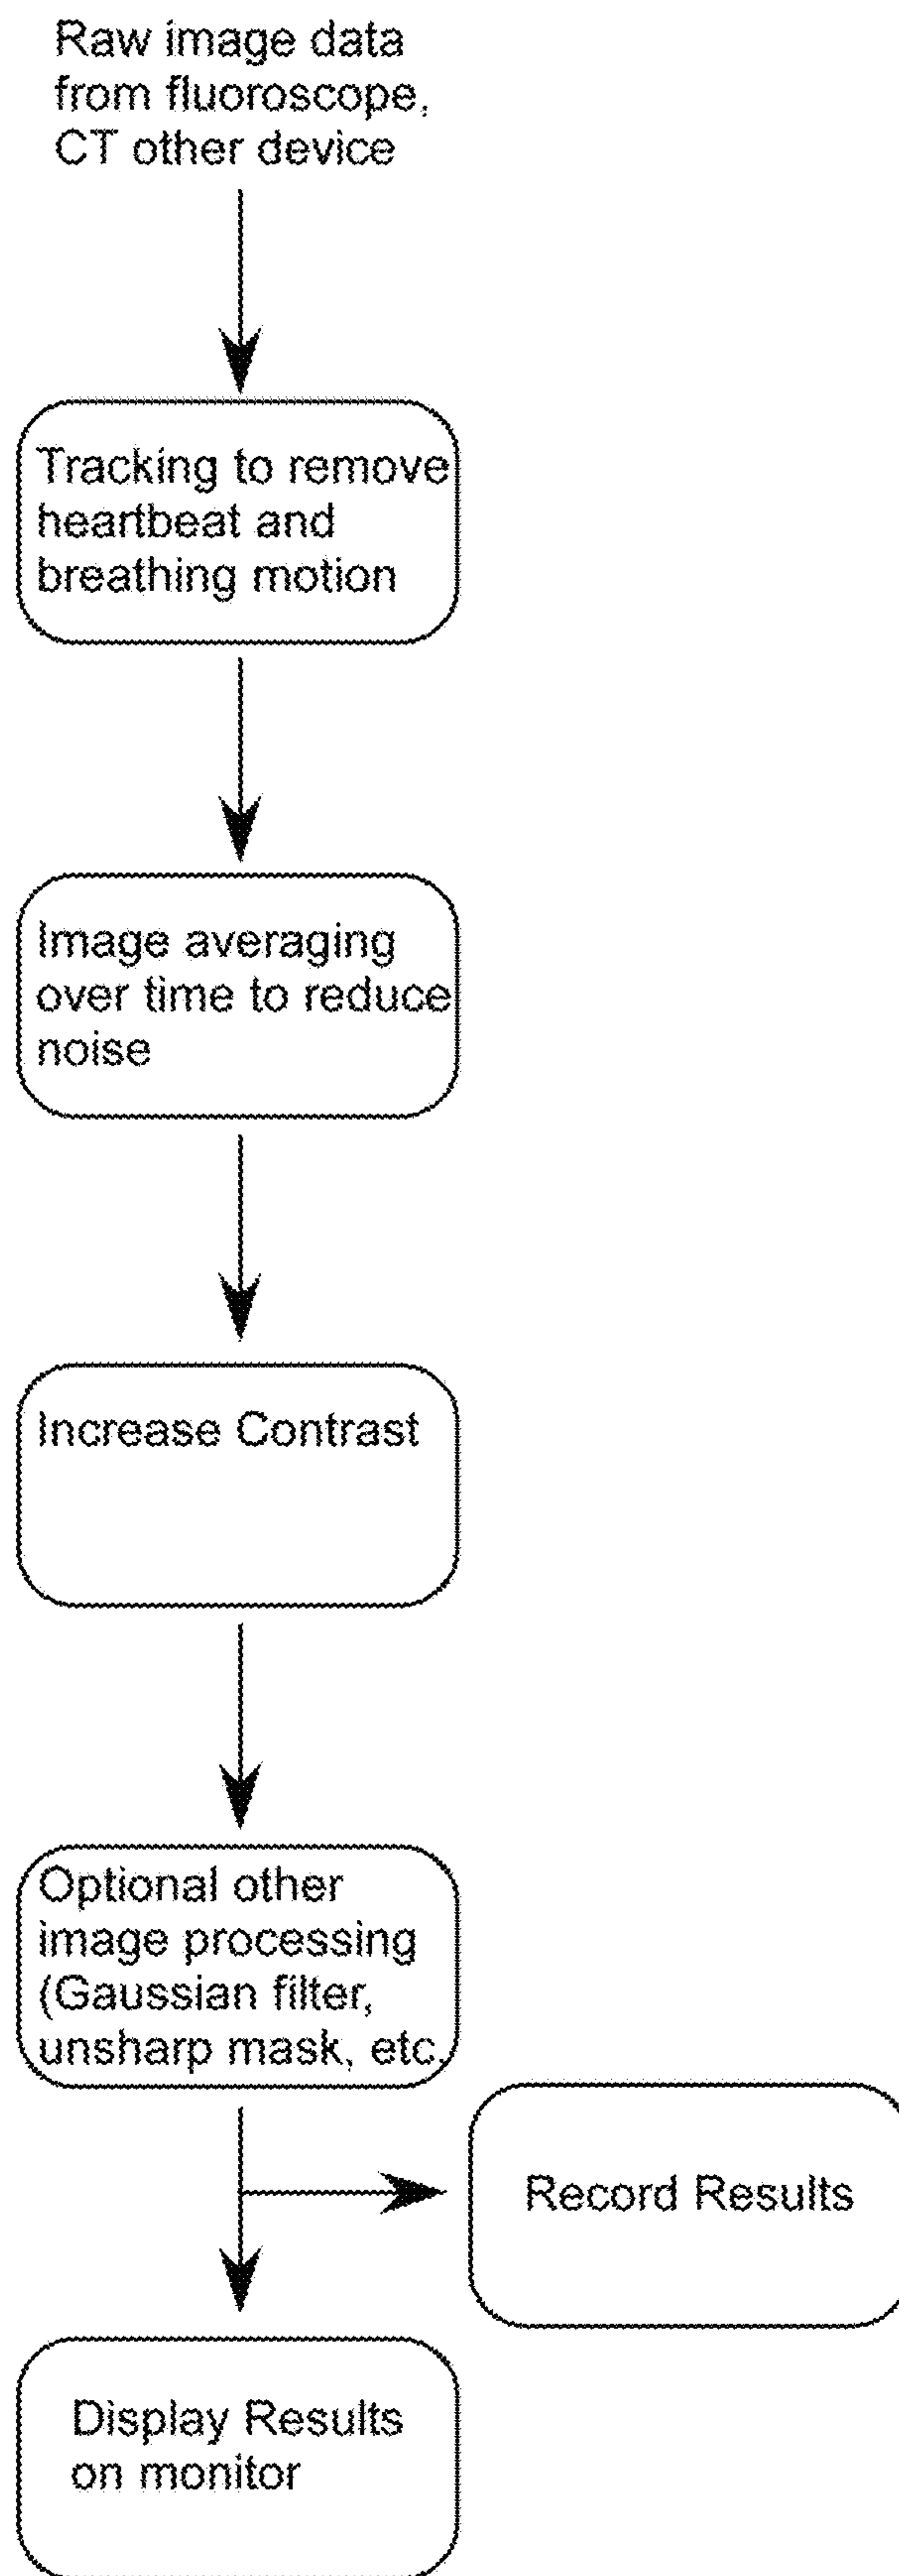 Raw image data
from fluoroscope,
CT other device
Tracking to remove
heartbeat and
breathing motion
Image averaging
over time to reduce
noise
Increase Contrast
Optional other
image processing
(Gaussian filter,
unsharp mask, etc.
Record Results
Display Results
on monitor